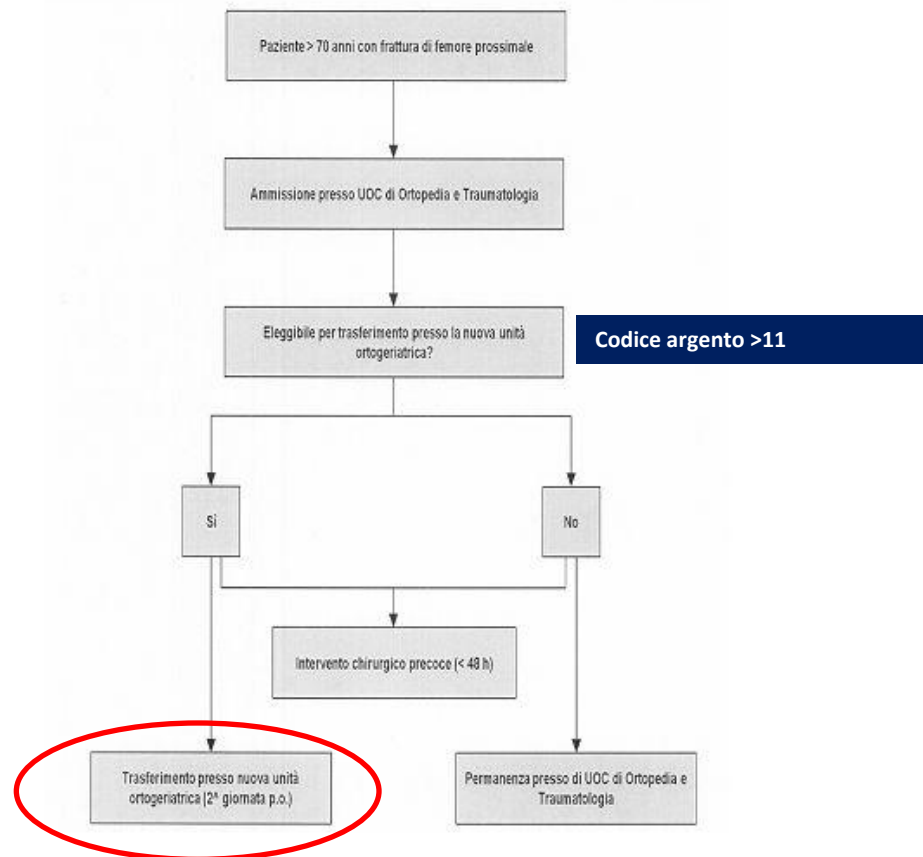 Paziente > 70 anni con frattura di femore prossimale
Ammissione presso UOC di Ortopedia e Traumatologia
Eleggibile per trasferimento presso la nuova unità
ortogeriatrica?
Codice argento >11
Si
No
Intervento chirurgico precoce (< 48 h)
Trasferimento presso nuova unità
ortogeriatrica (2^ giornata p.o.)
Permanenza presso di UOC di Ortopedia e
Traumatologia